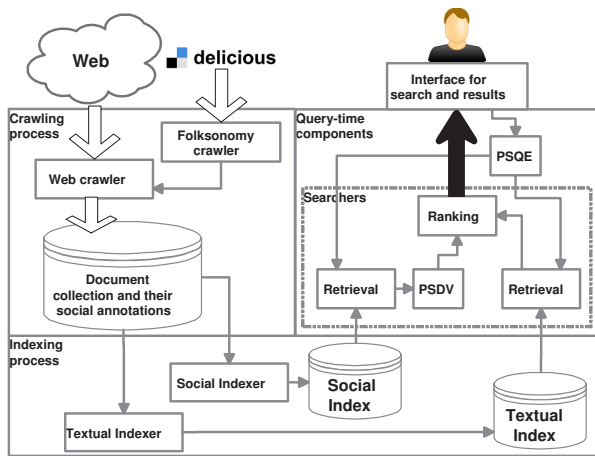 Web
delicious
Interface for
search and results
Crawling
process
Folksonomy
crawler
Query-time
components
PSQE
Web crawler
Searchers
Ranking
Document
collection and their
social annotations
Retrieval
PSDV
Retrieval
Indexing
process
Social Indexer
Social
Index
Textual Indexer
Textual
Index